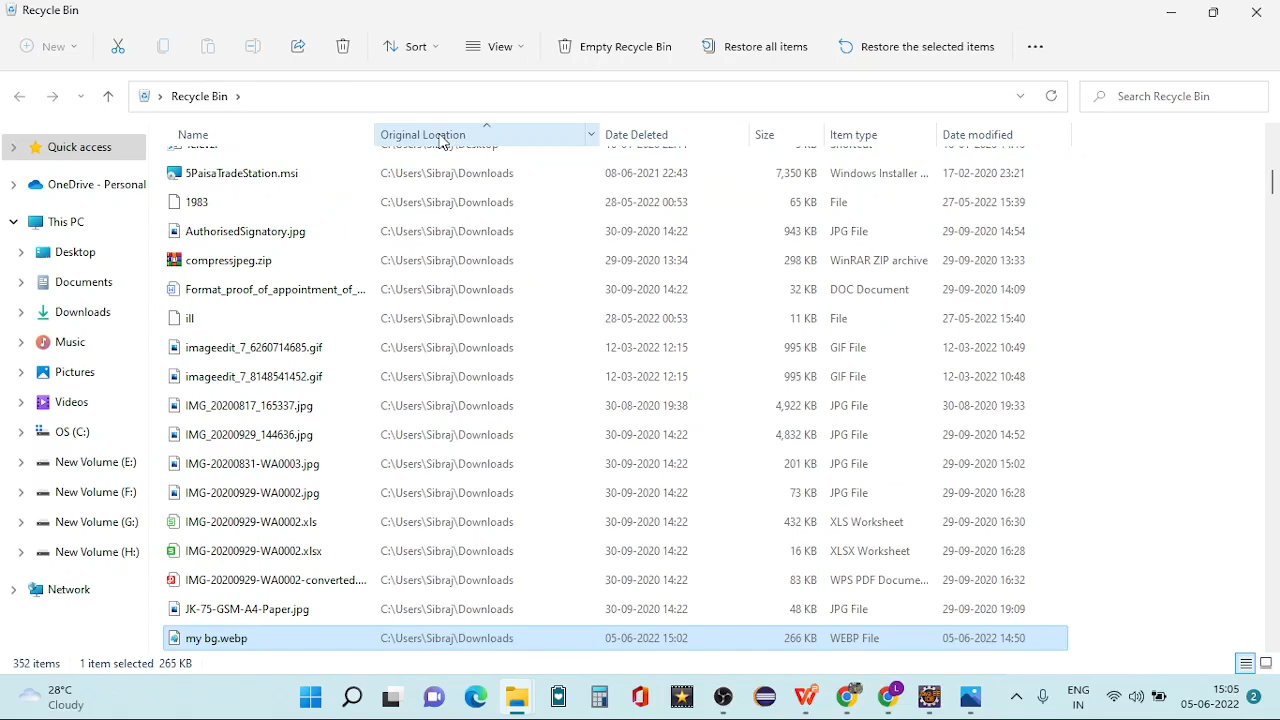 Recycle Bin
New
Sort
View
Empty Recycle Bin
Restore all items
Restore the selected items
Recycle Bin
Search Recycle Bin
Name Original Location Date Deleted Size Item type Date modified
5PaisaTradeStation.msi C:\Users\Sibraj\Downloads 08-06-2021 22:43 7,350 KB Windows Installer ... 17-02-2020 23:21
1983 C:\Users\Sibraj\Downloads 28-05-2022 00:53 65 KB File 27-05-2022 15:39
AuthorisedSignatory.jpg C:\Users\Sibraj\Downloads 30-09-2020 14:22 943 KB JPG File 29-09-2020 14:54
compressjpeg.zip C:\Users\Sibraj\Downloads 29-09-2020 13:34 298 KB WinRAR ZIP archive 29-09-2020 13:33
Format_proof_of_appointment_of_... C:\Users\Sibraj\Downloads 30-09-2020 14:22 32 KB DOC Document 29-09-2020 14:09
ill C:\Users\Sibraj\Downloads 28-05-2022 00:53 11 KB File 27-05-2022 15:40
imageedit_7_6260714685.gif C:\Users\Sibraj\Downloads 12-03-2022 12:15 995 KB GIF File 12-03-2022 10:49
imageedit_7_8148541452.gif C:\Users\Sibraj\Downloads 12-03-2022 12:15 995 KB GIF File 12-03-2022 10:48
IMG_20200817_165337.jpg C:\Users\Sibraj\Downloads 30-08-2020 19:38 4,922 KB JPG File 30-08-2020 19:33
IMG_20200929_144636.jpg C:\Users\Sibraj\Downloads 30-09-2020 14:22 4,832 KB JPG File 29-09-2020 14:52
IMG-20200831-WA0003.jpg C:\Users\Sibraj\Downloads 30-09-2020 14:22 201 KB JPG File 29-09-2020 15:02
IMG-20200929-WA0002.jpg C:\Users\Sibraj\Downloads 30-09-2020 14:22 73 KB JPG File 29-09-2020 16:28
IMG-20200929-WA0002.xls C:\Users\Sibraj\Downloads 30-09-2020 14:22 432 KB XLS Worksheet 29-09-2020 16:30
IMG-20200929-WA0002.xlsx C:\Users\Sibraj\Downloads 30-09-2020 14:22 16 KB XLSX Worksheet 29-09-2020 16:28
IMG-20200929-WA0002-converted.... C:\Users\Sibraj\Downloads 30-09-2020 14:22 83 KB WPS PDF Docume... 29-09-2020 16:32
JK-75-GSM-A4-Paper.jpg C:\Users\Sibraj\Downloads 30-09-2020 14:22 48 KB JPG File 29-09-2020 19:09
my bg.webp C:\Users\Sibraj\Downloads 05-06-2022 15:02 266 KB WEBP File 05-06-2022 14:50
Quick access
OneDrive - Personal
This PC
Desktop
Documents
Downloads
Music
Pictures
Videos
OS (C:)
New Volume (E:)
New Volume (F:)
New Volume (G:)
New Volume (H:)
Network
352 items 1 item selected 265 KB
28°C
Cloudy
ENG
IN
15:05
05-06-2022
2